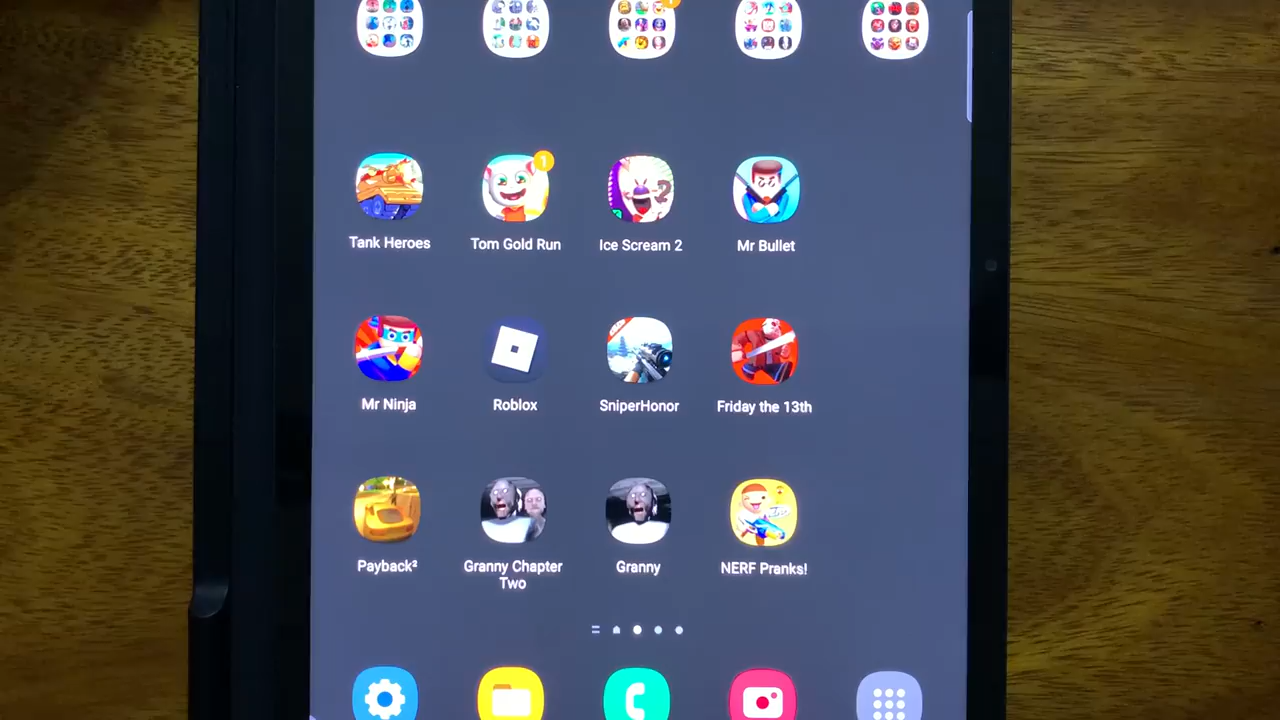 1
Tank Heroes
Tom Gold Run
Ice Scream 2
Mr Bullet
Mr Ninja
Roblox
SniperHonor
Friday the 13th
Payback²
Granny Chapter
Two
Granny
NERF Pranks!